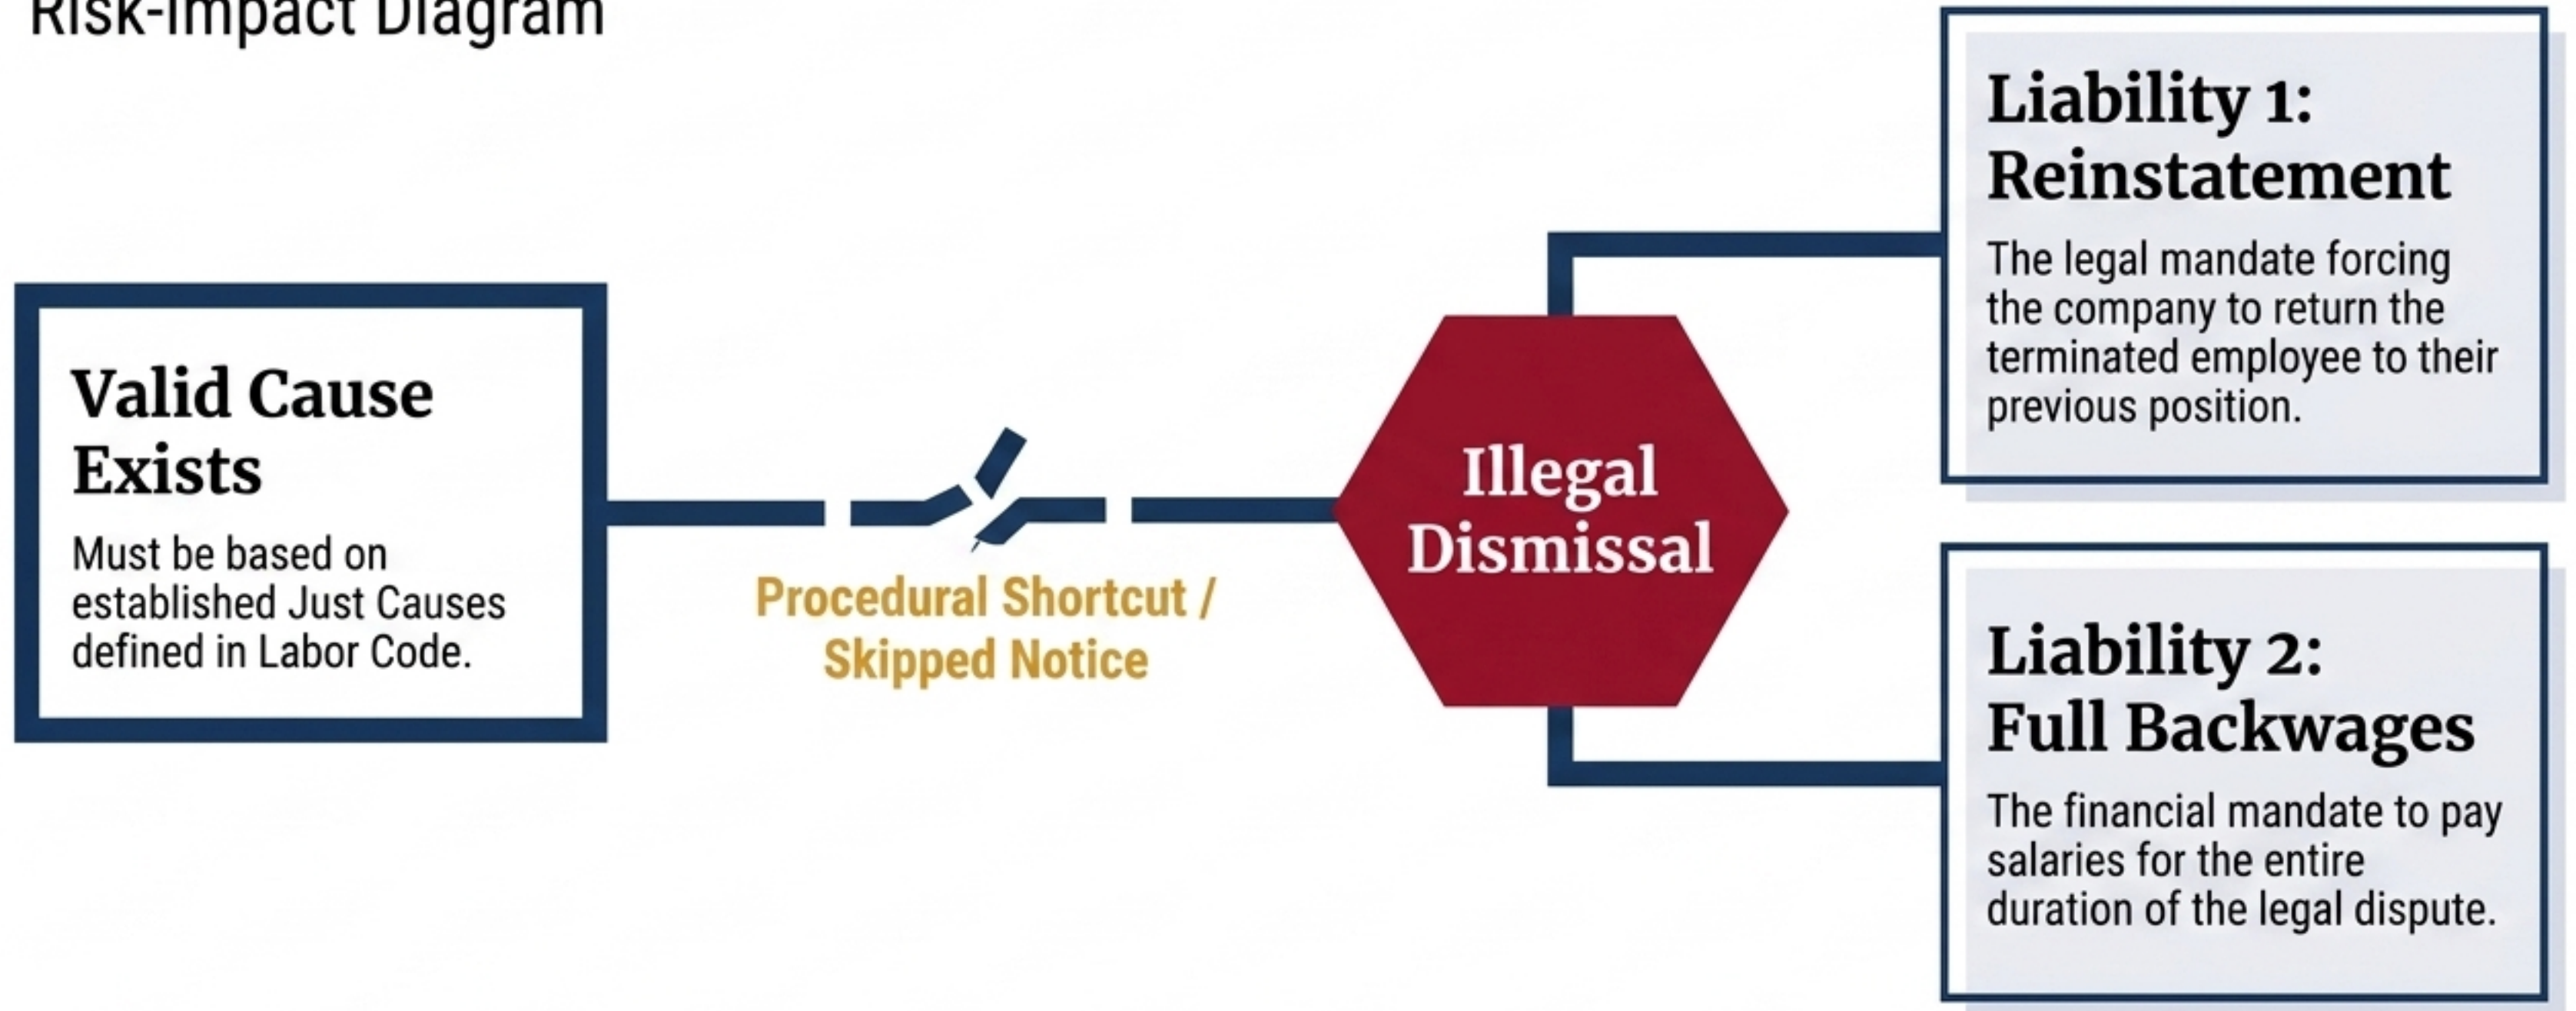 Risk-Impact Diagram
Valid Cause
Exists
Must be based on
established Just Causes
defined in Labor Code.
Procedural Shortcut /
Skipped Notice
Illegal
Dismissal
Liability 1:
Reinstatement
The legal mandate forcing
the company to return the
terminated employee to their
previous position.
Liability 2:
Full Backwages
The financial mandate to pay
salaries for the entire
duration of the legal dispute.